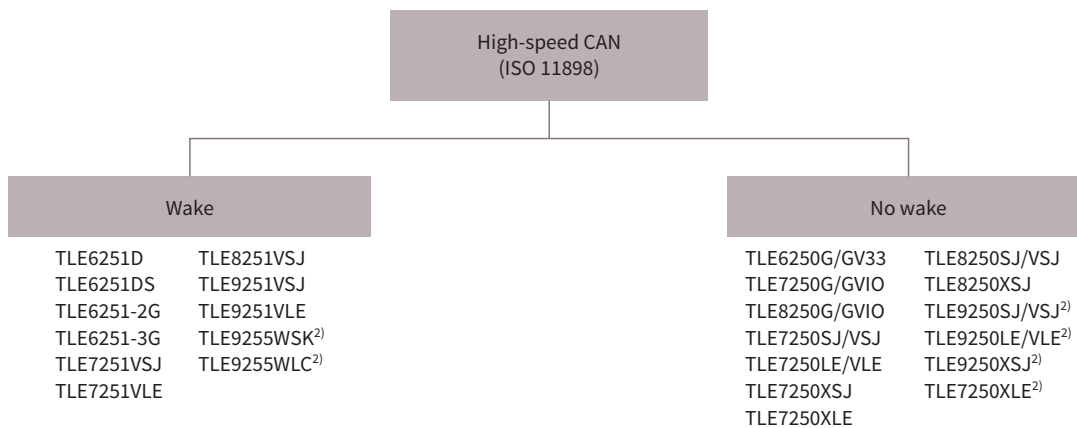 High-speed CAN
(ISO 11898)
Wake
TLE6251D
TLE6251DS
TLE6251-2G
TLE6251-3G
TLE7251VSJ
TLE7251VLE
TLE8251VSJ
TLE9251VSJ
TLE9251VLE
TLE9255WSK2)
TLE9255WLC2)
No wake
TLE6250G/GV33
TLE7250G/GVIO
TLE8250G/GVIO
TLE7250SJ/VSJ
TLE7250LE/VLE
TLE7250XSJ
TLE7250XLE
TLE8250SJ/VSJ
TLE8250XSJ
TLE9250SJ/VSJ2)
TLE9250LE/VLE2)
TLE9250XSJ2)
TLE7250XLE2)